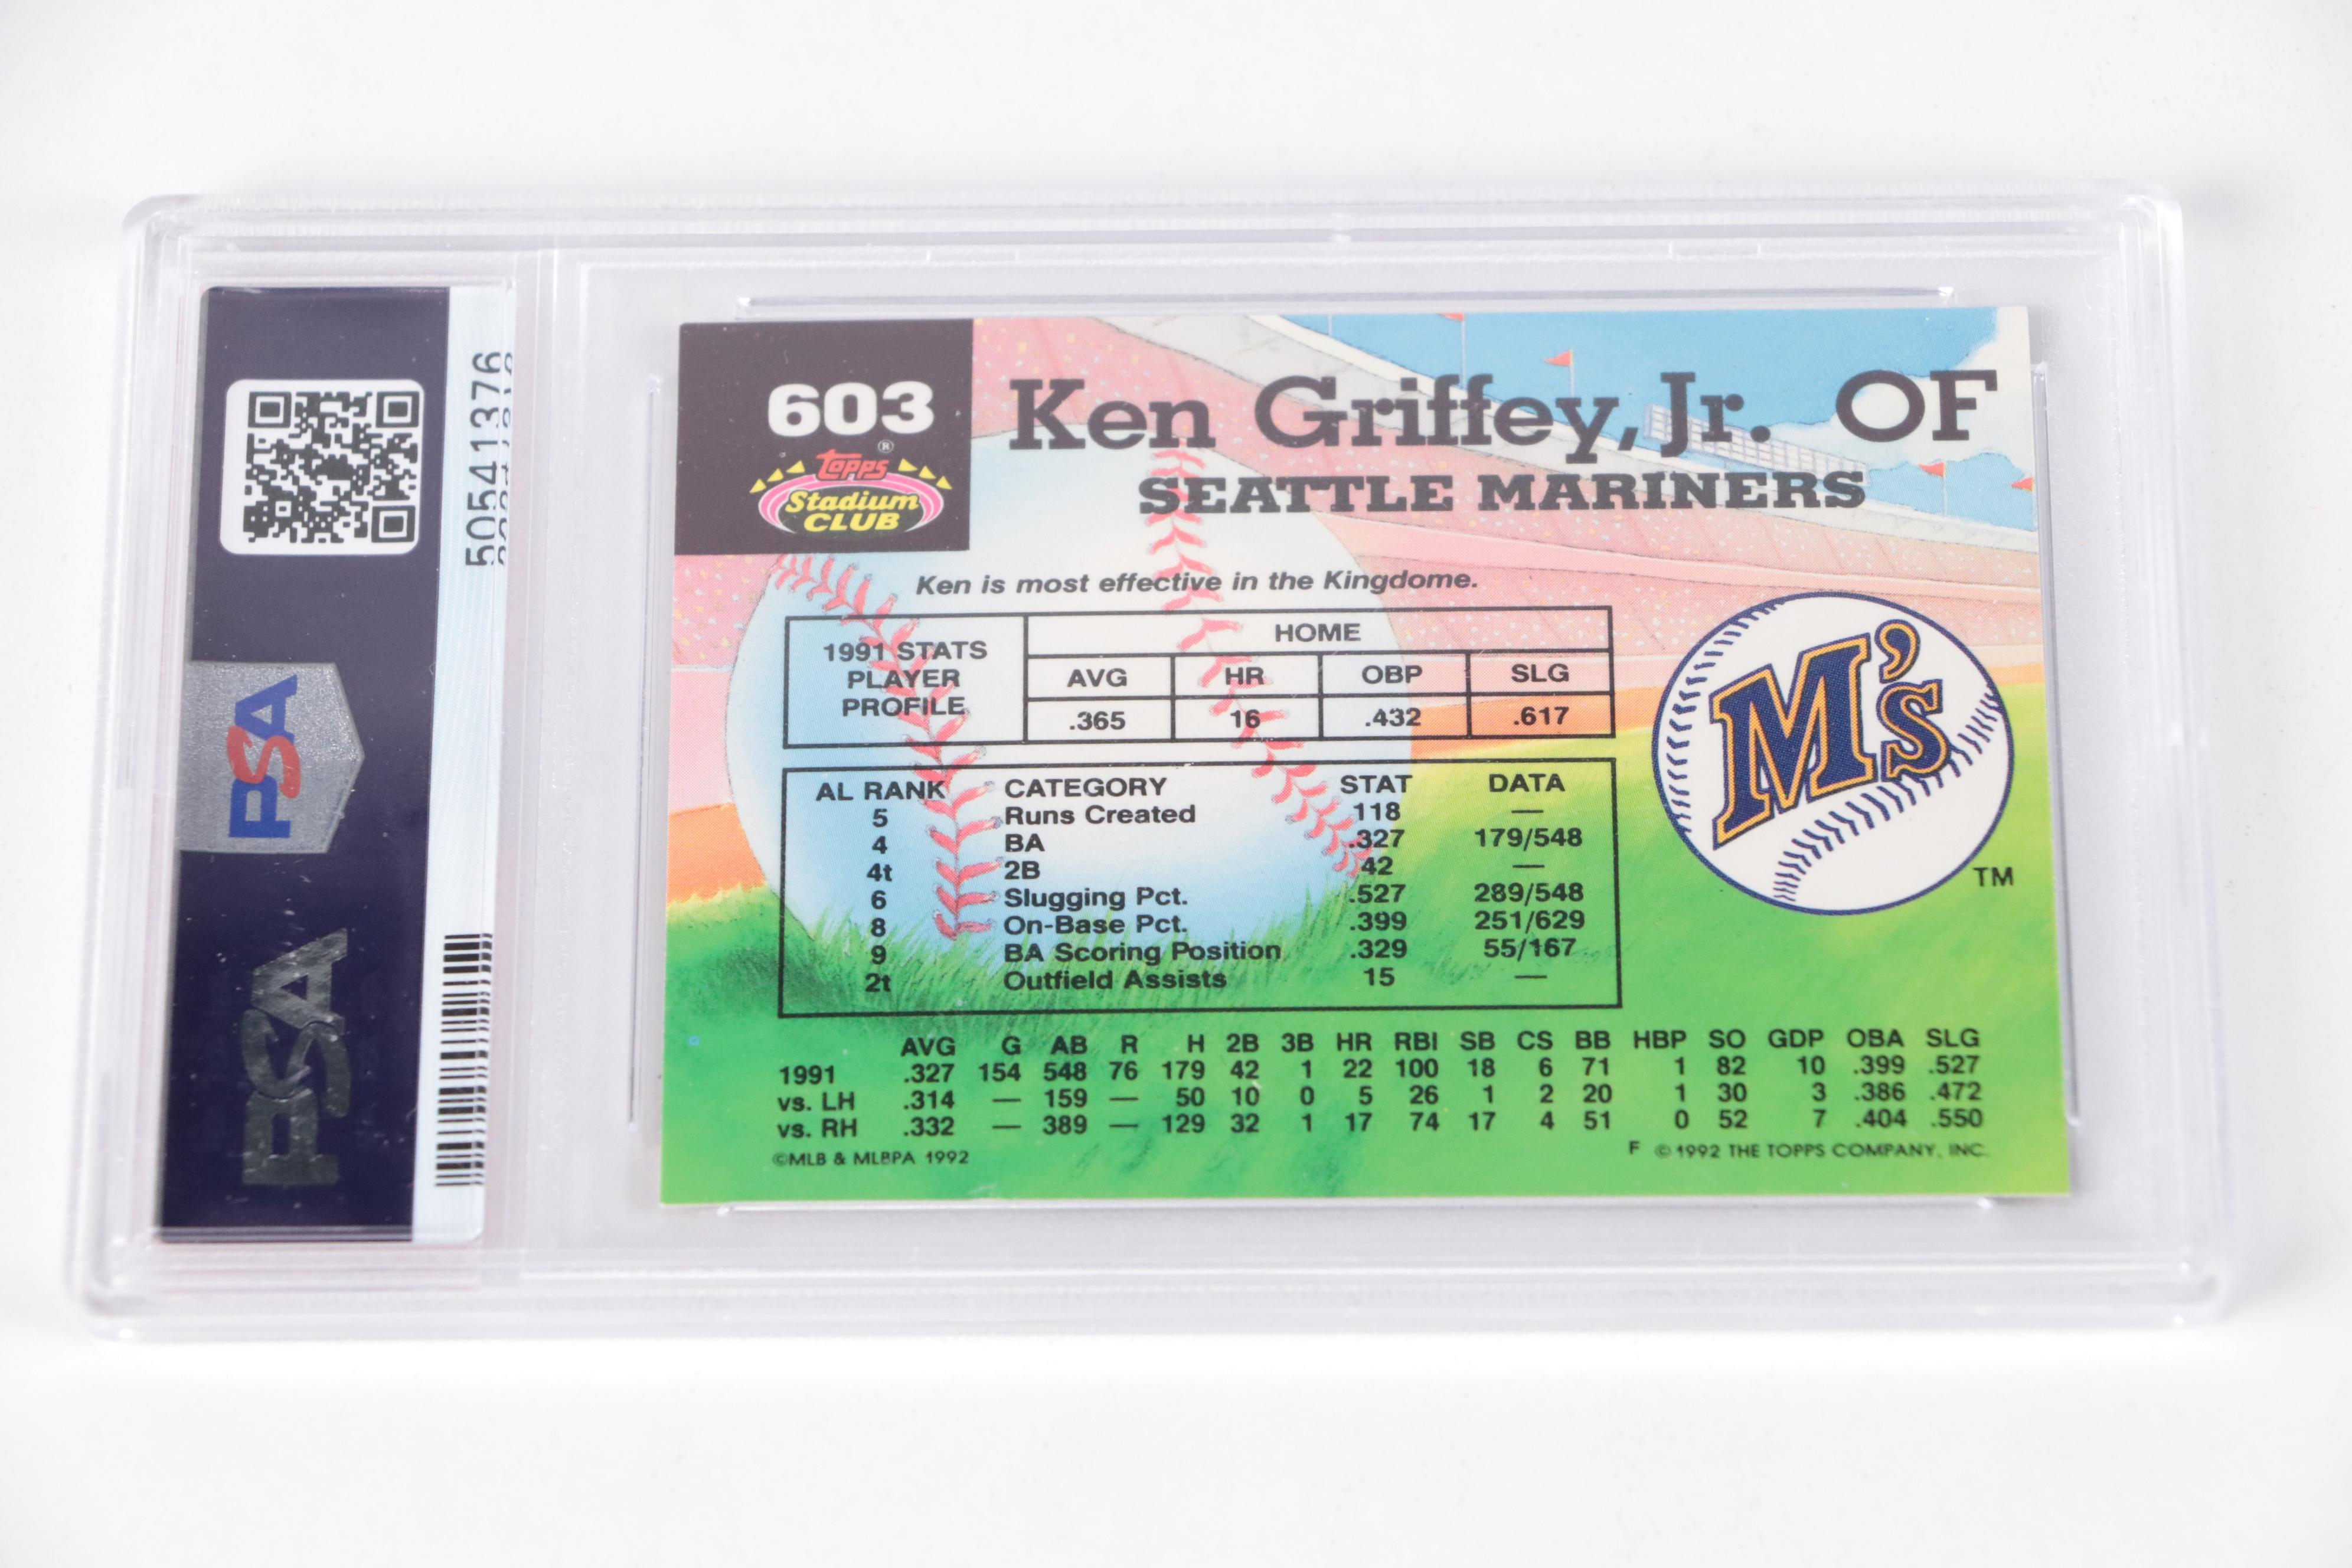 50541376
PSA
PSA
603
Topps®
Stadium
CLUB
Ken Griffey, Jr. OF
SEATTLE MARINERS
Ken is most effective in the Kingdome.
1991 STATS
PLAYER
PROFILE
HOME
AVG HR OBP SLG
.365 16 .432 .617
M's
TM
AL RANK CATEGORY STAT DATA
5 Runs Created 118 —
4 BA .327 179/548
4t 2B 42 —
6 Slugging Pct. .527 289/548
8 On-Base Pct. .399 251/629
9 BA Scoring Position .329 55/167
2t Outfield Assists 15 —
AVG G AB R H 2B 3B HR RBI SB CS BB HBP SO GDP OBA SLG
1991 .327 154 548 76 179 42 1 22 100 18 6 71 1 82 10 .399 .527
vs. LH .314 — 159 — 50 10 0 5 26 1 2 20 1 30 3 .386 .472
vs. RH .332 — 389 — 129 32 1 17 74 17 4 51 0 52 7 .404 .550
©MLB & MLBPA 1992
F © 1992 THE TOPPS COMPANY, INC.